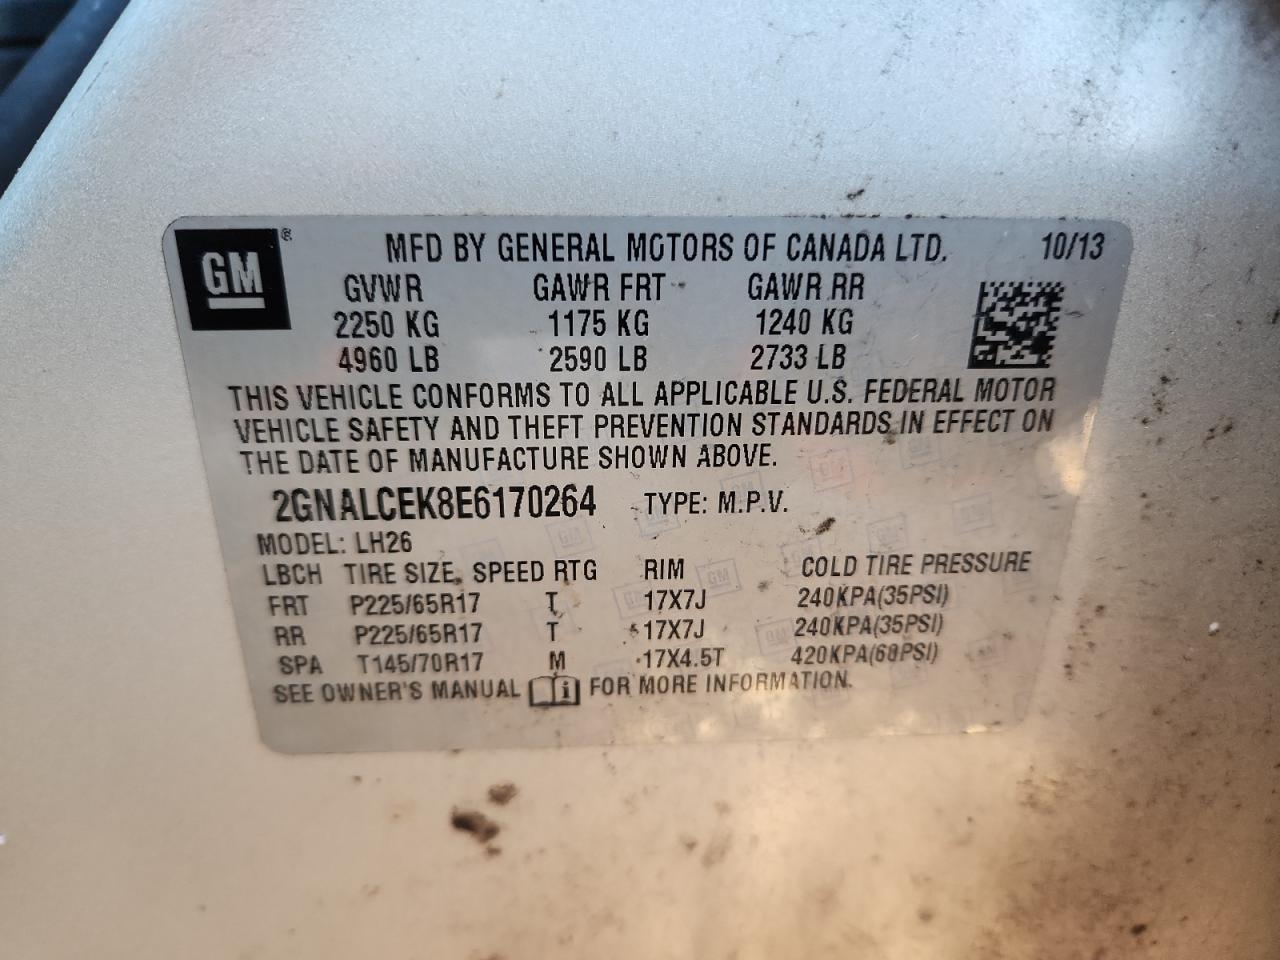 GM ® MFD BY GENERAL MOTORS OF CANADA LTD. 10/13
GVWR GAWR FRT GAWR RR
2250 KG 1175 KG 1240 KG
4960 LB 2590 LB 2733 LB
THIS VEHICLE CONFORMS TO ALL APPLICABLE U.S. FEDERAL MOTOR
VEHICLE SAFETY AND THEFT PREVENTION STANDARDS IN EFFECT ON
THE DATE OF MANUFACTURE SHOWN ABOVE.
2GNALCEK8E6170264 TYPE: M.P.V.
MODEL: LH26
LBCH TIRE SIZE, SPEED RTG RIM COLD TIRE PRESSURE
FRT P225/65R17 T 17X7J 240KPA(35PSI)
RR P225/65R17 T 17X7J 240KPA(35PSI)
SPA T145/70R17 M 17X4.5T 420KPA(60PSI)
SEE OWNER'S MANUAL i FOR MORE INFORMATION.